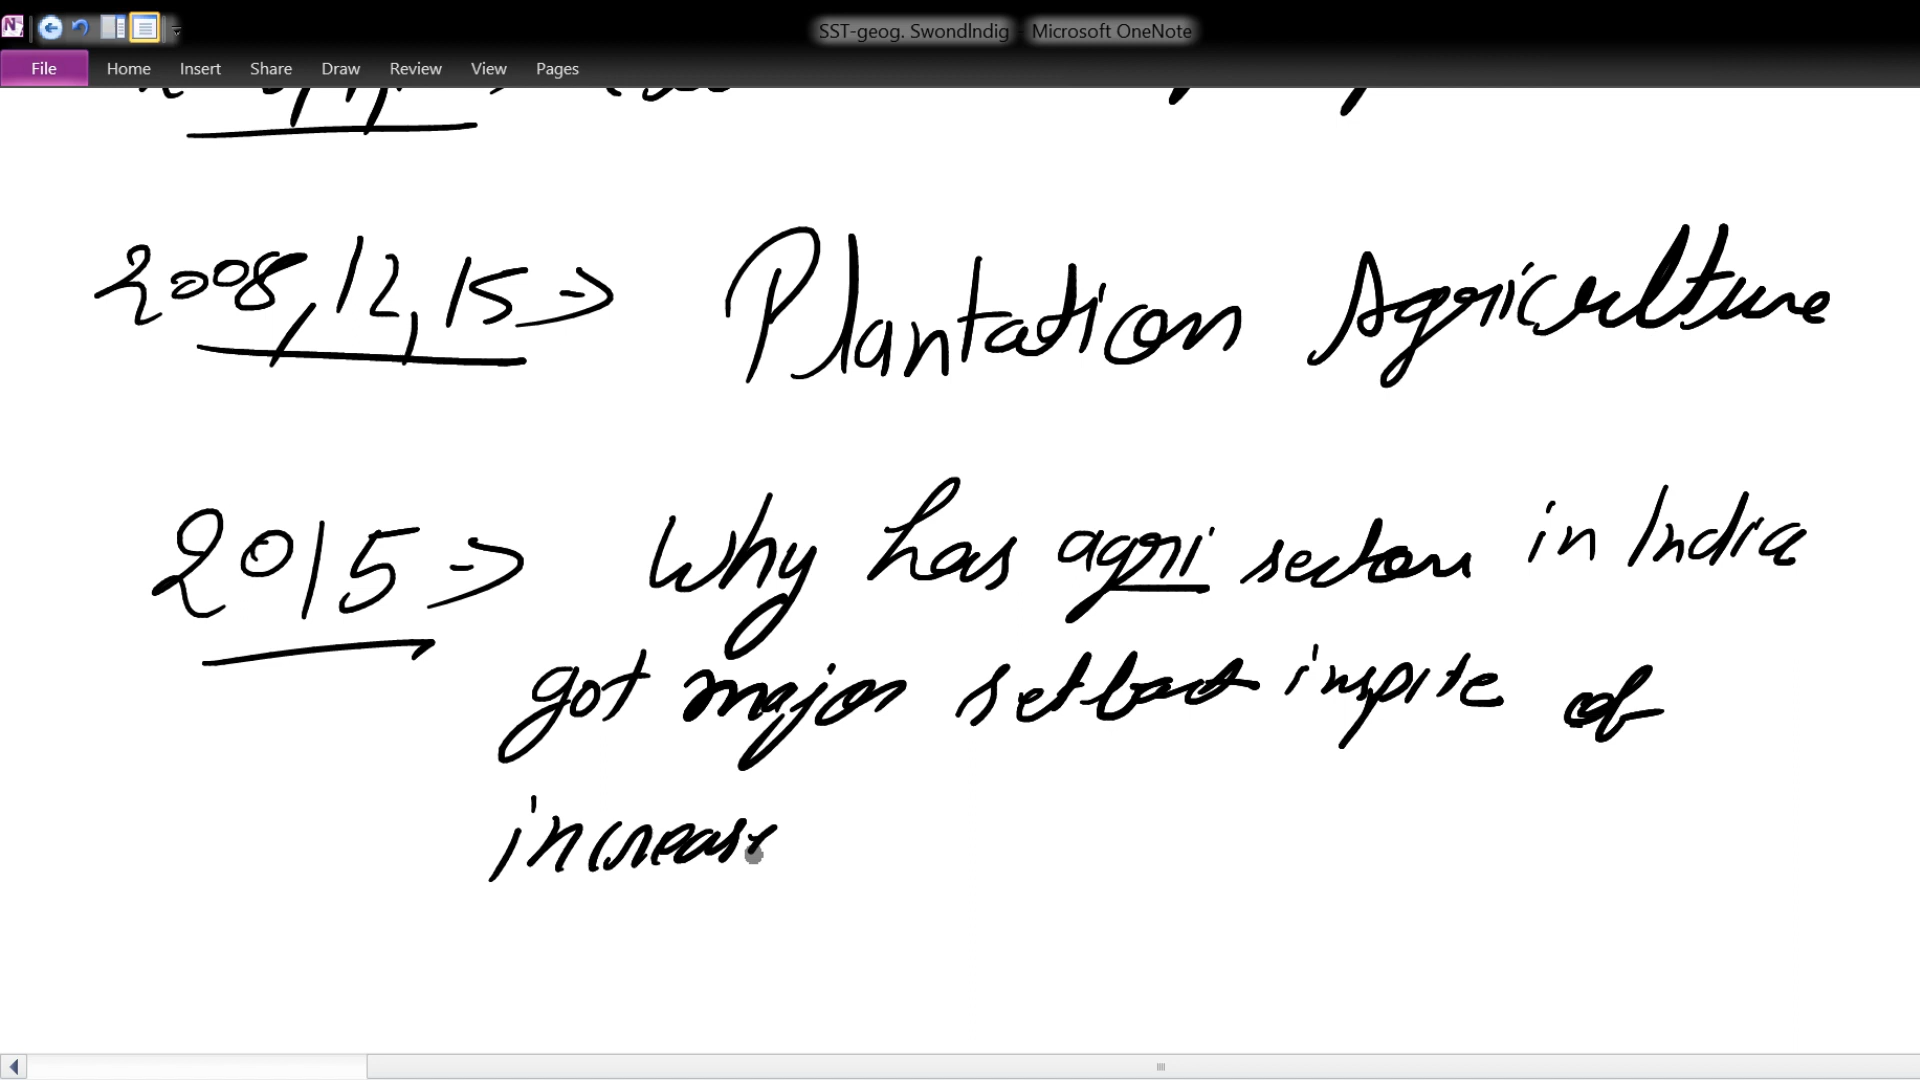 SST-geog. SwondIndig - Microsoft OneNote
File Home Insert Share Draw Review View Pages
2008, 12, 15 => Plantation Agriculture
2015 => Why has agri sector in India
got major setback inspite of
increase